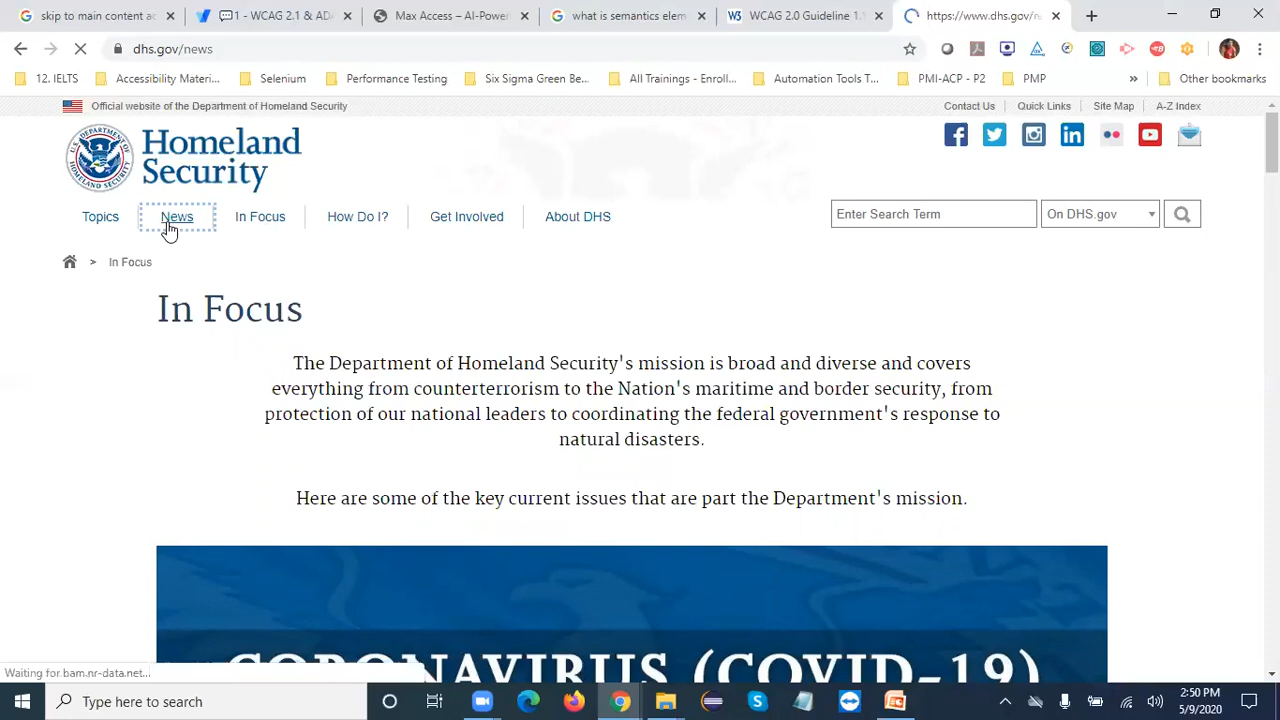 skip to main content ac
1 - WCAG 2.1 & ADA
Max Access – AI-Power
what is semantics elem
WCAG 2.0 Guideline 1.1
https://www.dhs.gov/n
dhs.gov/news
12. IELTS
Accessibility Materi...
Selenium
Performance Testing
Six Sigma Green Be...
All Trainings - Enroll...
Automation Tools T...
PMI-ACP - P2
PMP
Other bookmarks
Official website of the Department of Homeland Security
Contact Us
Quick Links
Site Map
A-Z Index
Homeland
Security
Topics
News
In Focus
How Do I?
Get Involved
About DHS
Enter Search Term
On DHS.gov
> In Focus
In Focus
The Department of Homeland Security's mission is broad and diverse and covers
everything from counterterrorism to the Nation's maritime and border security, from
protection of our national leaders to coordinating the federal government's response to
natural disasters.
Here are some of the key current issues that are part the Department's mission.
CORONAVIRUS (COVID-19)
Waiting for bam.nr-data.net...
Type here to search
2:50 PM
5/9/2020